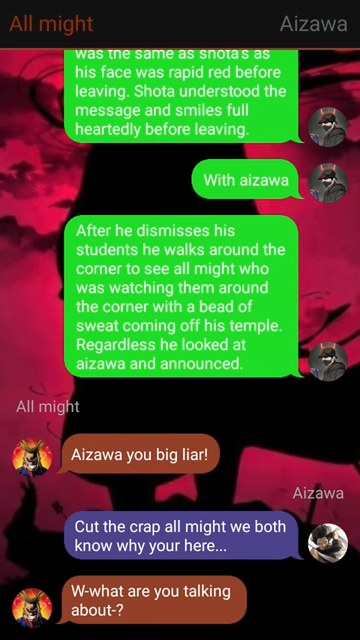 All might
Aizawa
was the same as shota's as
his face was rapid red before
leaving. Shota understood the
message and smiles full
heartedly before leaving.
With aizawa
After he dismisses his
students he walks around the
corner to see all might who
was watching them around
the corner with a bead of
sweat coming off his temple.
Regardless he looked at
aizawa and announced.
All might
Aizawa you big liar!
Aizawa
Cut the crap all might we both
know why your here...
W-what are you talking
about-?